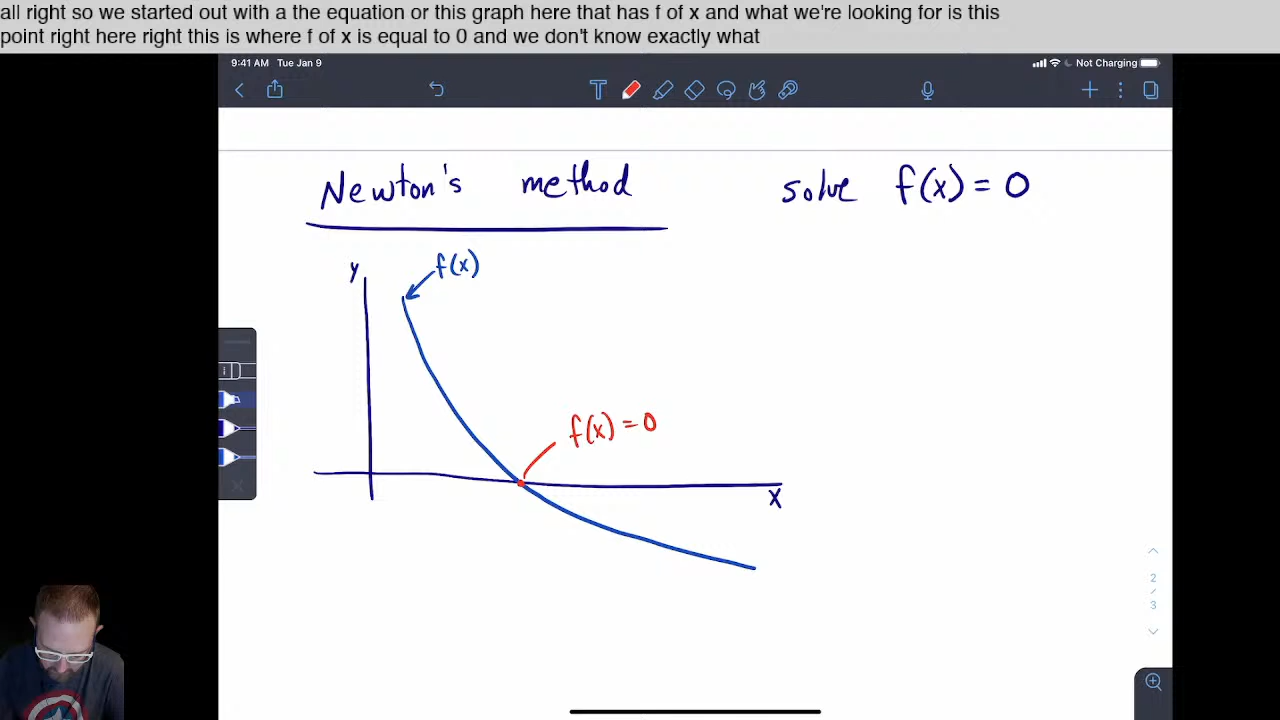 all right so we started out with a the equation or this graph here that has f of x and what we're looking for is this
point right here right this is where f of x is equal to 0 and we don't know exactly what
9:41 AM Tue Jan 9
Not Charging
T
Newton's method
solve f(x) = 0
y
f(x)
f(x) = 0
x
2
/
3